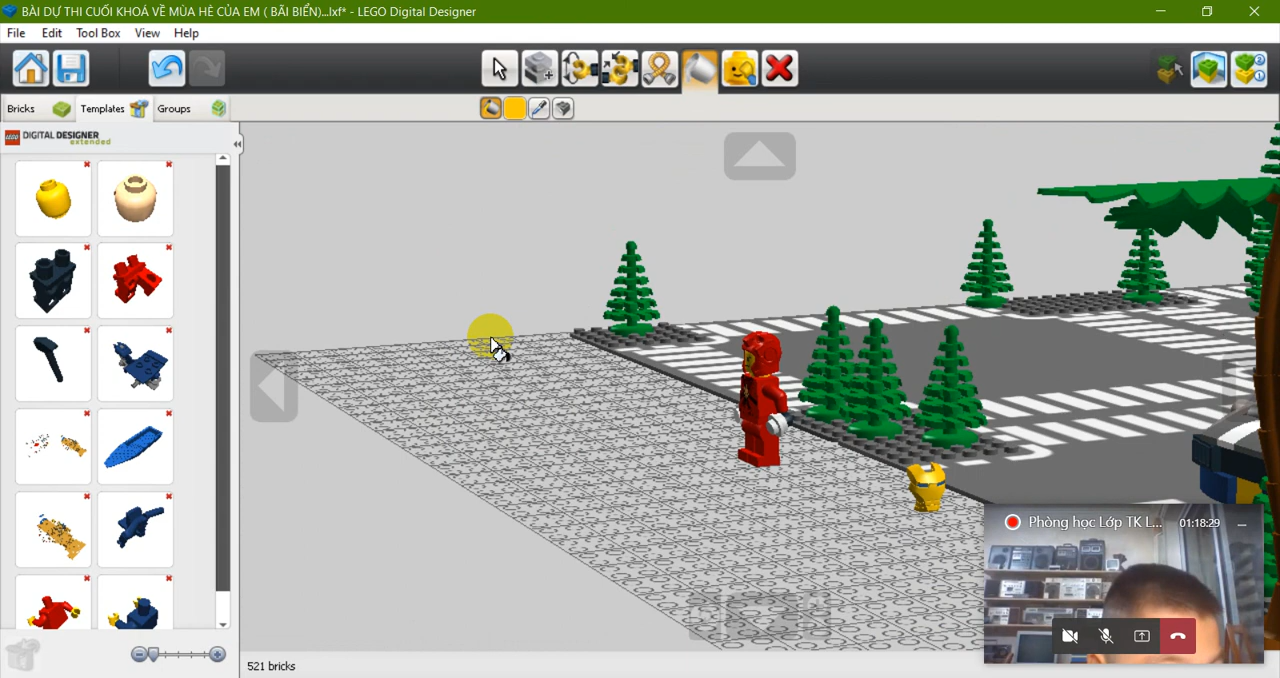 BÀI DỰ THI CUỐI KHOÁ VỀ MÙA HÈ CỦA EM ( BÃI BIỂN)...lxf* - LEGO Digital Designer
File Edit Tool Box View Help
Bricks Templates Groups
LEGO DIGITAL DESIGNER
extended
Phòng học Lớp TK L... 01:18:29
521 bricks